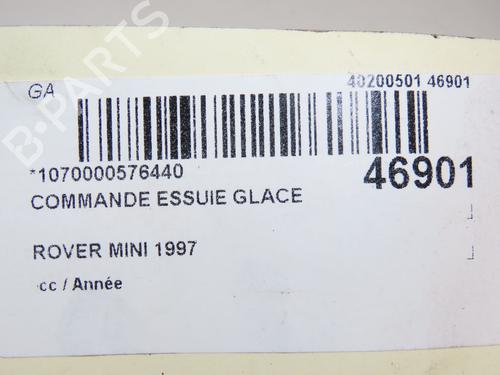 B-PARTS
GA
40200501 46901
*1070000576440
46901
COMMANDE ESSUIE GLACE
ROVER MINI 1997
cc / Année